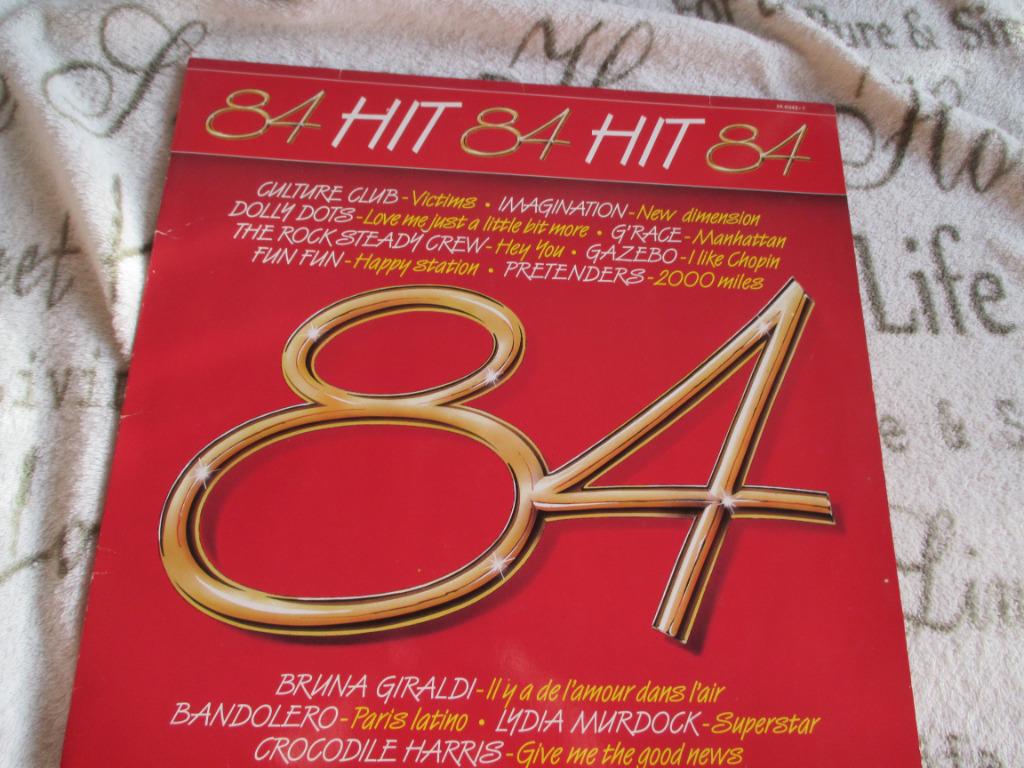 84 HIT 84 HIT 84
CULTURE CLUB - Victims • IMAGINATION - New dimension
DOLLY DOTS - Love me just a little bit more • G'RACE - Manhattan
THE ROCK STEADY CREW - Hey You • GAZEBO - I like Chopin
FUN FUN - Happy station • PRETENDERS - 2000 miles
84
BRUNA GIRALDI - Il y a de l'amour dans l'air
BANDOLERO - Paris latino • LYDIA MURDOCK - Superstar
CROCODILE HARRIS - Give me the good news
Life